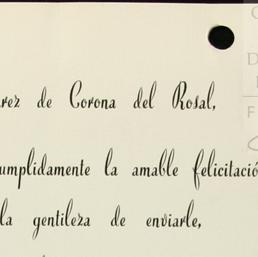 rez de Corona del Rosal,
umplidamente la amable felicitació
la gentileza de enviarle,